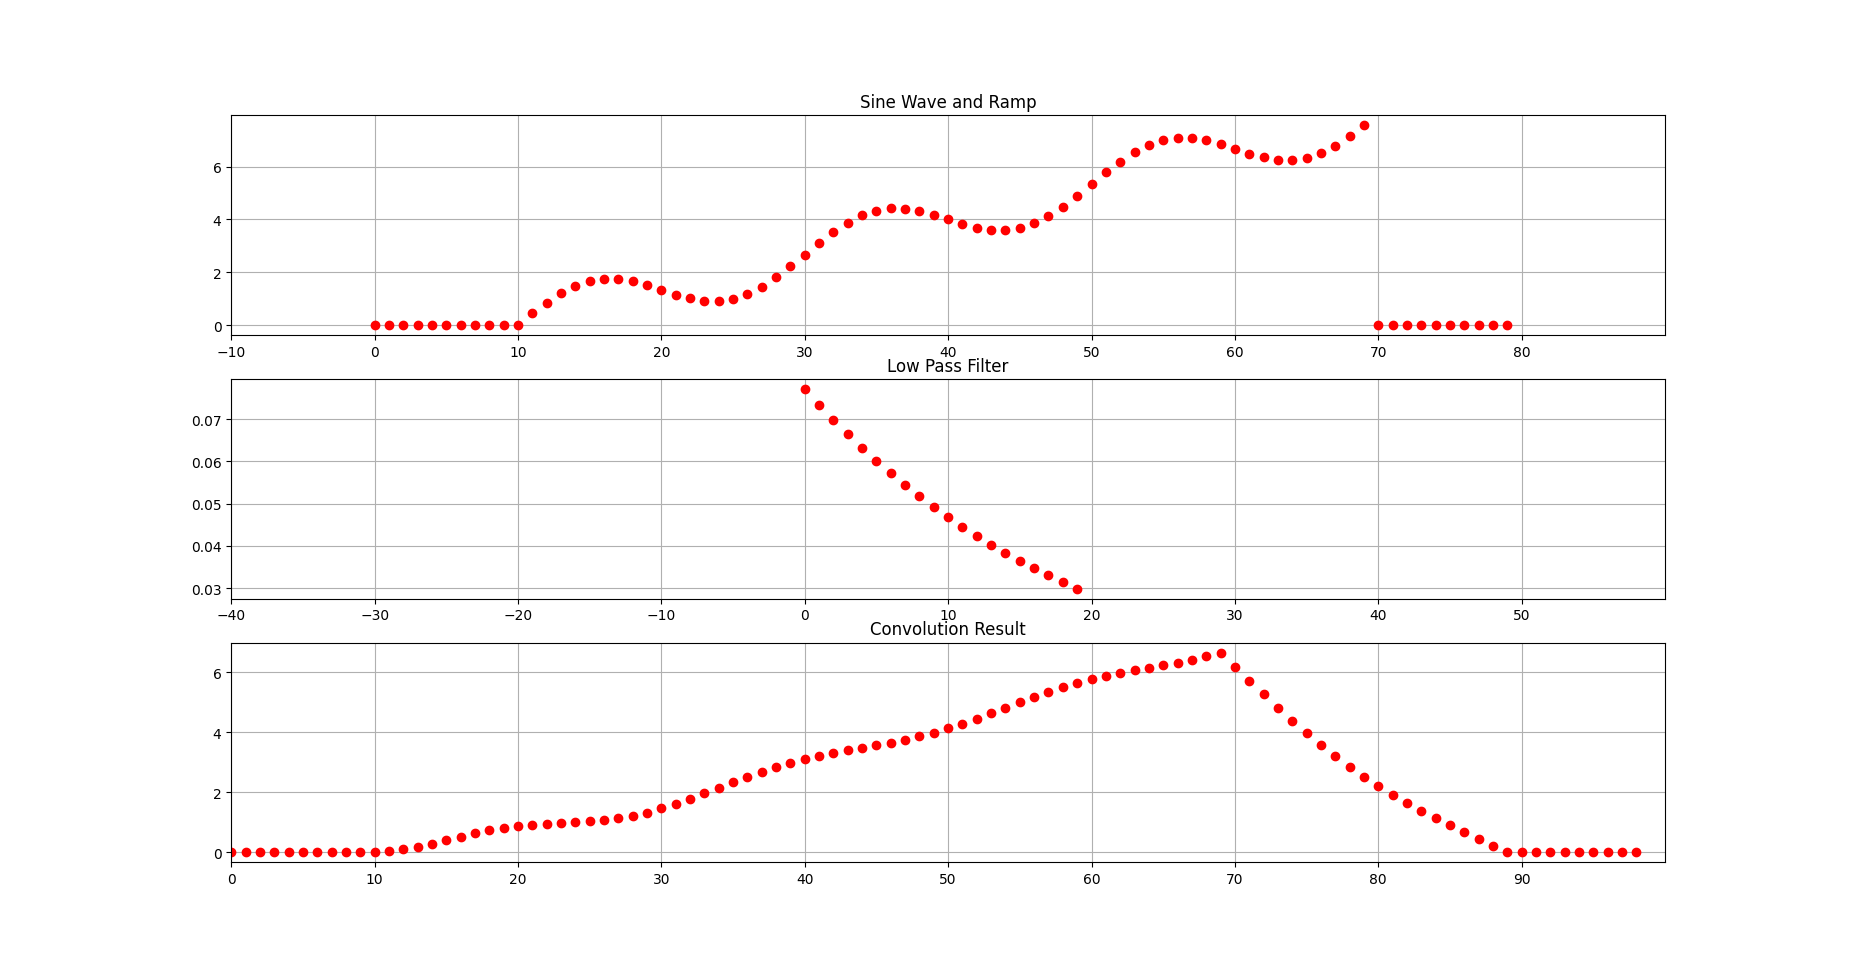 Sine Wave and Ramp
6
4
2
0
−10 0 10 20 30 40 50 60 70 80
Low Pass Filter
0.07
0.06
0.05
0.04
0.03
−40 −30 −20 −10 0 10 20 30 40 50
Convolution Result
6
4
2
0
0 10 20 30 40 50 60 70 80 90